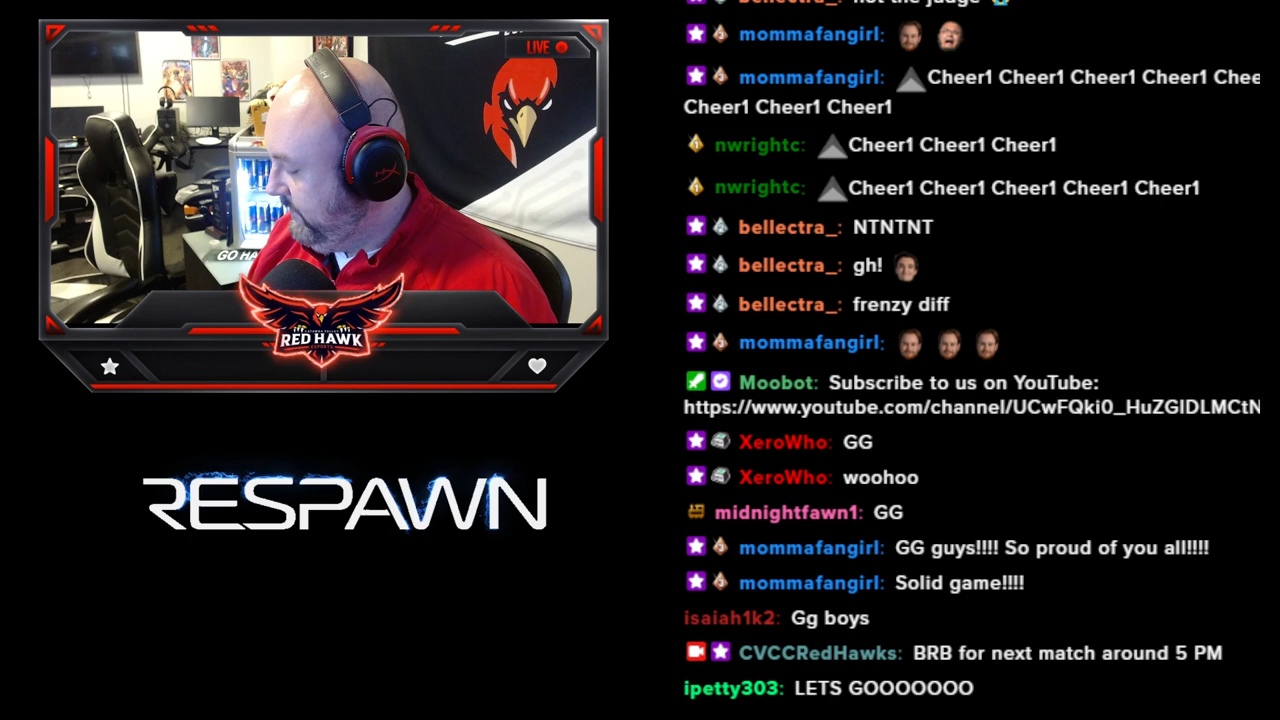 LIVE
GO HA
RED HAWK
ESPORTS
RESPAWN
bellectra_: not the judge
mommafangirl:
mommafangirl: Cheer1 Cheer1 Cheer1 Cheer1 Chee
Cheer1 Cheer1 Cheer1
nwrightc: Cheer1 Cheer1 Cheer1
nwrightc: Cheer1 Cheer1 Cheer1 Cheer1 Cheer1
bellectra_: NTNTNT
bellectra_: gh!
bellectra_: frenzy diff
mommafangirl:
Moobot: Subscribe to us on YouTube:
https://www.youtube.com/channel/UCwFQki0_HuZGIDLMCtN
XeroWho: GG
XeroWho: woohoo
midnightfawn1: GG
mommafangirl: GG guys!!!! So proud of you all!!!!
mommafangirl: Solid game!!!!
isaiah1k2: Gg boys
CVCCRedHawks: BRB for next match around 5 PM
ipetty303: LETS GOOOOOOO